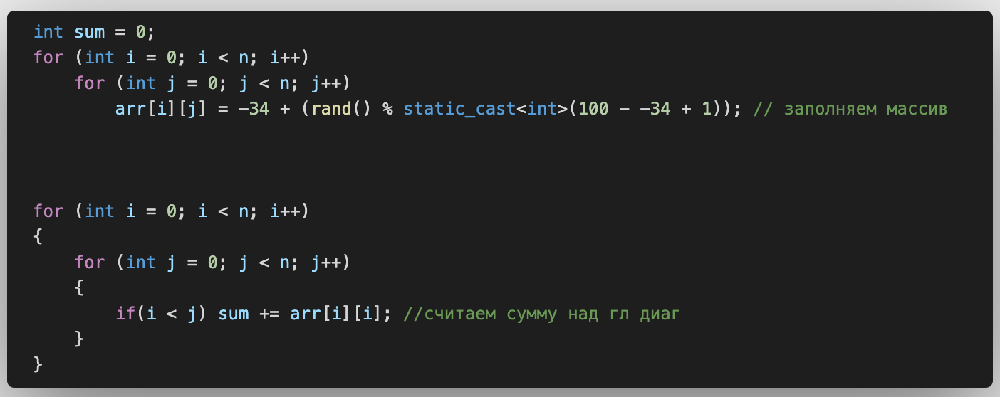 int sum = 0;
for (int i = 0; i < n; i++)
for (int j = 0; j < n; j++)
arr[i][j] = -34 + (rand() % static_cast<int>(100 - -34 + 1)); // заполняем массив
for (int i = 0; i < n; i++)
{
for (int j = 0; j < n; j++)
{
if(i < j) sum += arr[i][i]; //считаем сумму над гл диаг
}
}